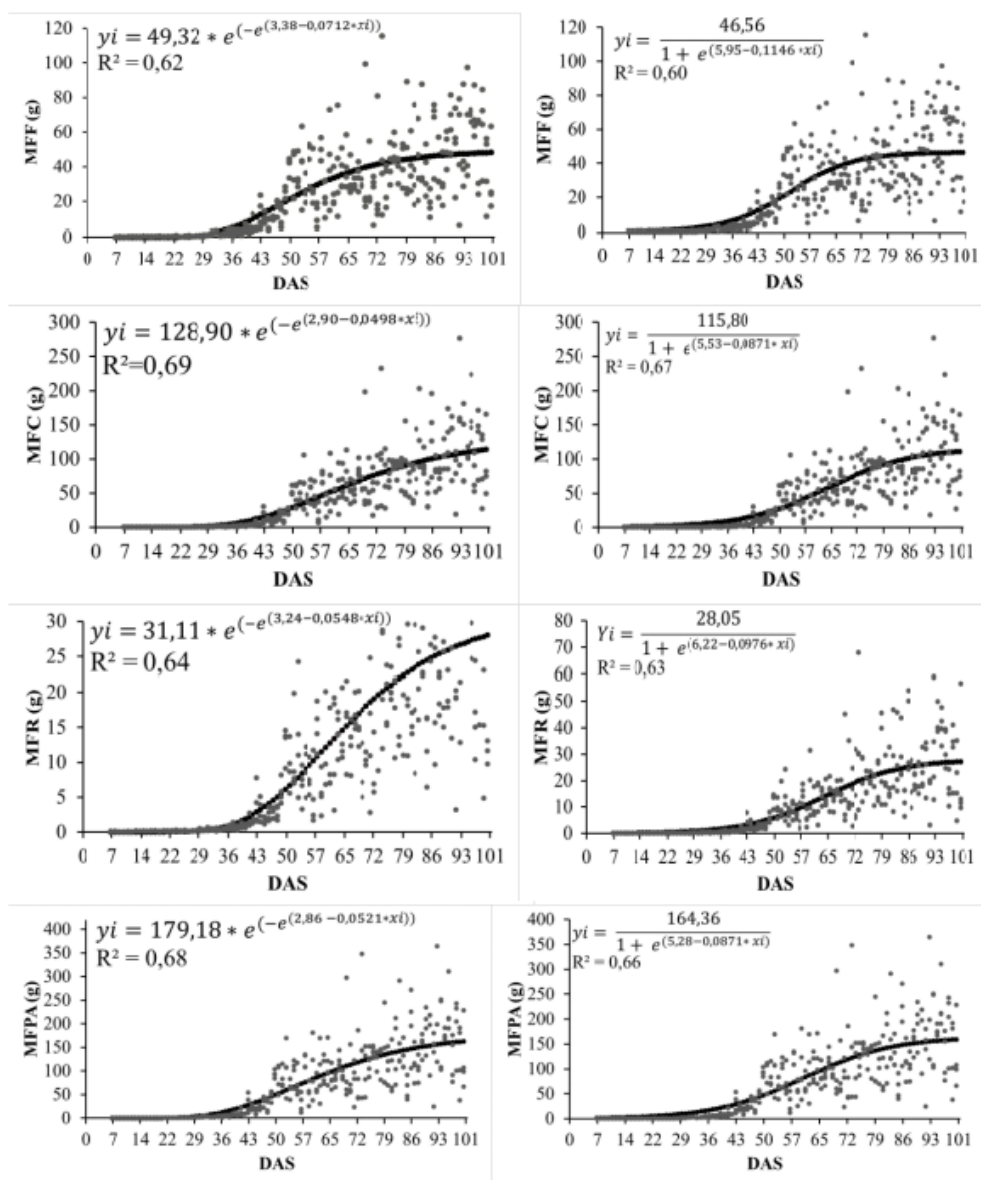 yi = 49,32 ∗ e^(−e^(3,38−0,0712∗xi))
R² = 0,62
MFF (g)
120
100
80
60
40
20
0
0 7 14 22 29 36 43 50 57 65 72 79 86 93 101
DAS
yi = 46,56 / 1 + e^(5,95−0,1146∗xi)
R² = 0,60
MFF (g)
120
100
80
60
40
20
0
0 7 14 22 29 36 43 50 57 65 72 79 86 93 101
DAS
yi = 128,90 ∗ e^(−e^(2,90−0,0498∗xi))
R²=0,69
MFC (g)
300
250
200
150
100
50
0
0 7 14 22 29 36 43 50 57 65 72 79 86 93 101
DAS
yi = 115,80 / 1 + e^(5,53−0,0871∗xi)
R² = 0,67
MFC (g)
300
250
200
150
100
50
0
0 7 14 22 29 36 43 50 57 65 72 79 86 93 101
DAS
yi = 31,11 ∗ e^(−e^(3,24−0,0548∗xi))
R² = 0,64
MFR (g)
30
25
20
15
10
5
0
0 7 14 22 29 36 43 50 57 65 72 79 86 93 101
DAS
Yi = 28,05 / 1 + e^(6,22−0,0976∗xi)
R² = 0,63
MFR (g)
80
70
60
50
40
30
20
10
0
0 7 14 22 29 36 43 50 57 65 72 79 86 93 101
DAS
yi = 179,18 ∗ e^(−e^(2,86 −0,0521∗xi))
R² = 0,68
MFPA (g)
400
350
300
250
200
150
100
50
0
0 7 14 22 29 36 43 50 57 65 72 79 86 93 101
DAS
yi = 164,36 / 1 + e^(5,28−0,0871∗xi)
R² = 0,66
MFPA (g)
400
350
300
250
200
150
100
50
0
0 7 14 22 29 36 43 50 57 65 72 79 86 93 101
DAS